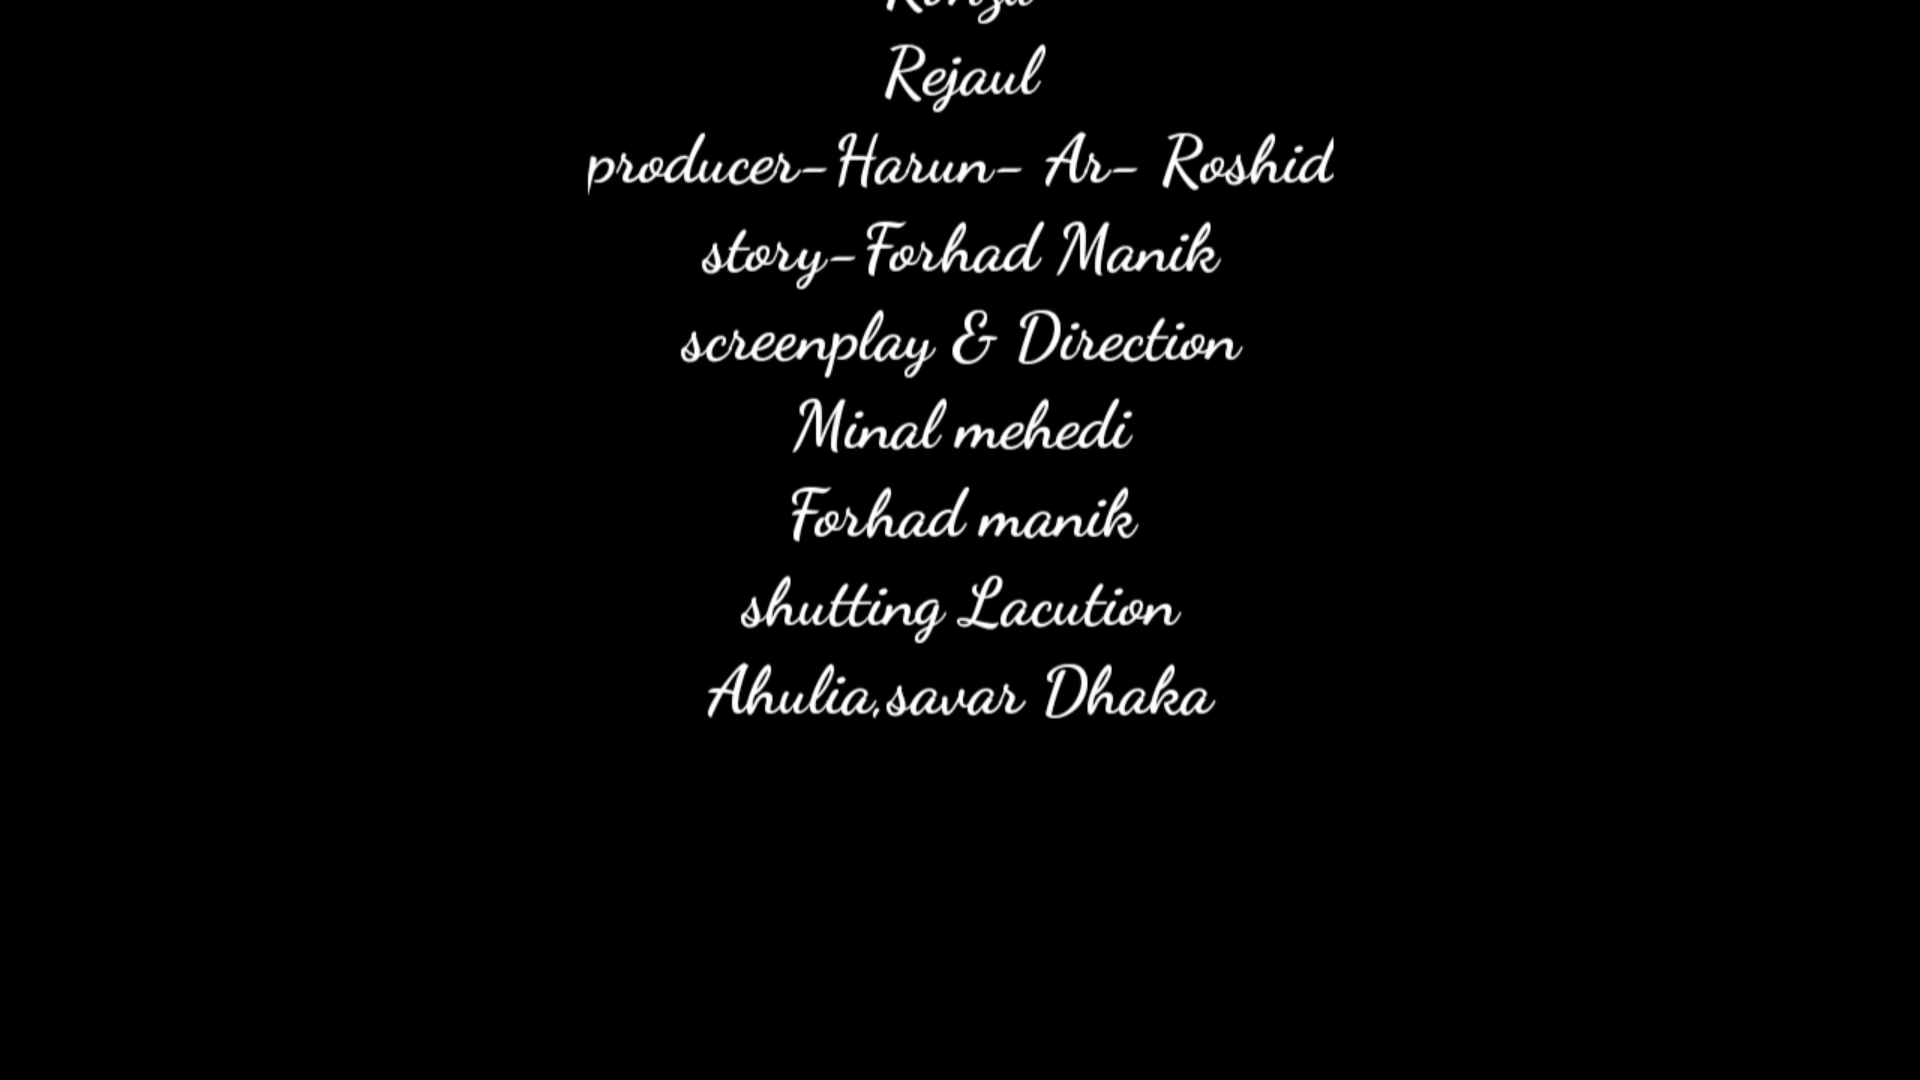 Rejaul
producer-Harun- Ar- Roshid
story-Forhad Manik
screenplay & Direction
Minal mehedi
Forhad manik
shutting Lacution
Ahulia,savar Dhaka